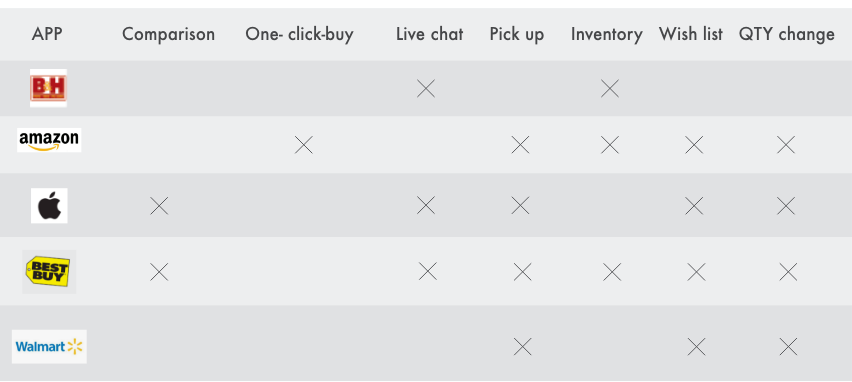 APP Comparison One- click-buy Live chat Pick up Inventory Wish list QTY change
B&H
amazon
BEST
BUY
Walmart